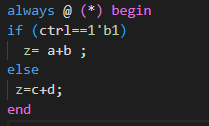 always @ (*) begin
if (ctrl==1'b1)
z= a+b ;
else
z=c+d;
end